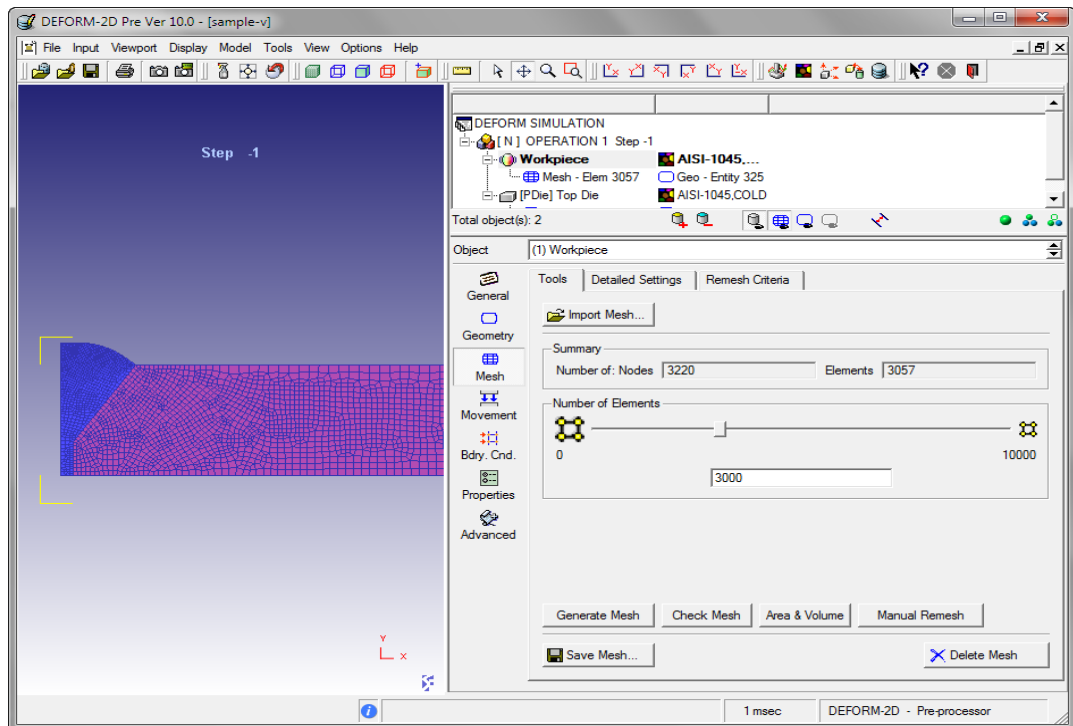 DEFORM-2D Pre Ver 10.0 - [sample-v]
File Input Viewport Display Model Tools View Options Help
Step -1
DEFORM SIMULATION
[ N ] OPERATION 1 Step -1
Workpiece AISI-1045,...
Mesh - Elem 3057 Geo - Entity 325
[PDie] Top Die AISI-1045,COLD
Total object(s): 2
Object (1) Workpiece
General
Geometry
Mesh
Movement
Bdry. Cnd.
Properties
Advanced
Tools Detailed Settings Remesh Criteria
Import Mesh...
Summary
Number of: Nodes 3220 Elements 3057
Number of Elements
0 10000
3000
Generate Mesh Check Mesh Area & Volume Manual Remesh
Save Mesh... Delete Mesh
Y
X
1 msec DEFORM-2D - Pre-processor